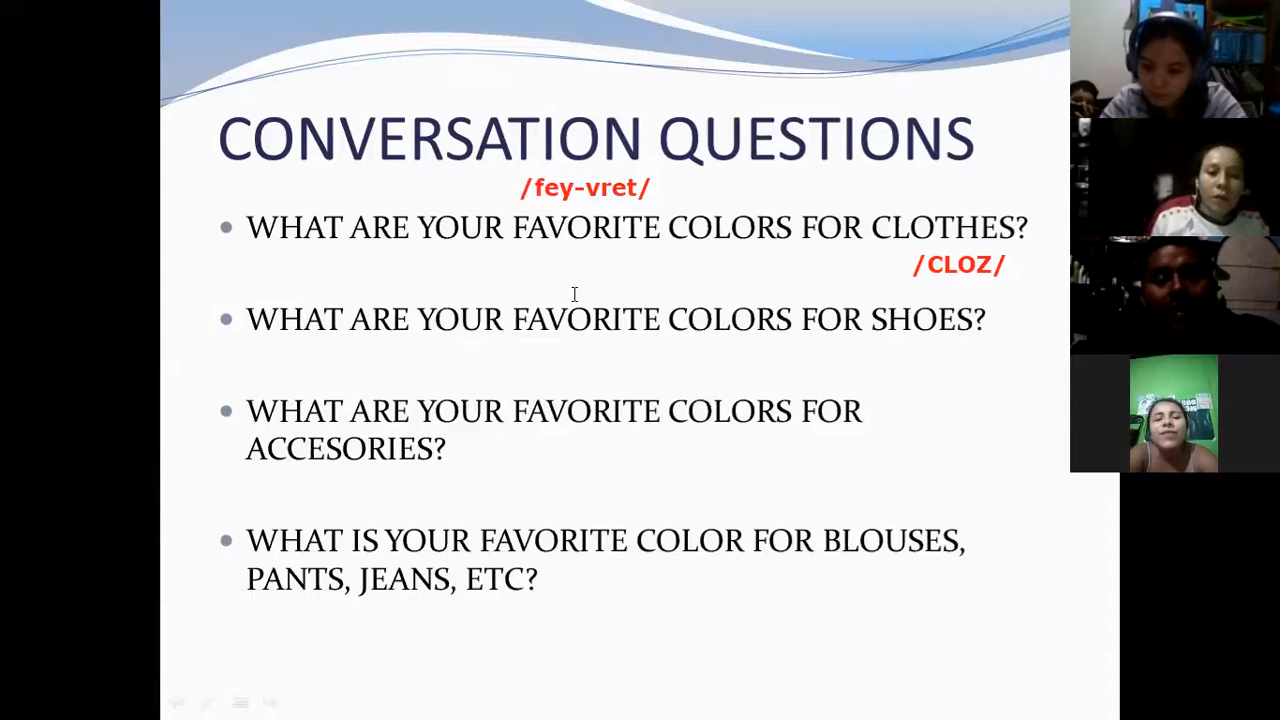 CONVERSATION QUESTIONS
/fey-vret/
• WHAT ARE YOUR FAVORITE COLORS FOR CLOTHES?
/CLOZ/
• WHAT ARE YOUR FAVORITE COLORS FOR SHOES?
• WHAT ARE YOUR FAVORITE COLORS FOR
ACCESORIES?
• WHAT IS YOUR FAVORITE COLOR FOR BLOUSES,
PANTS, JEANS, ETC?